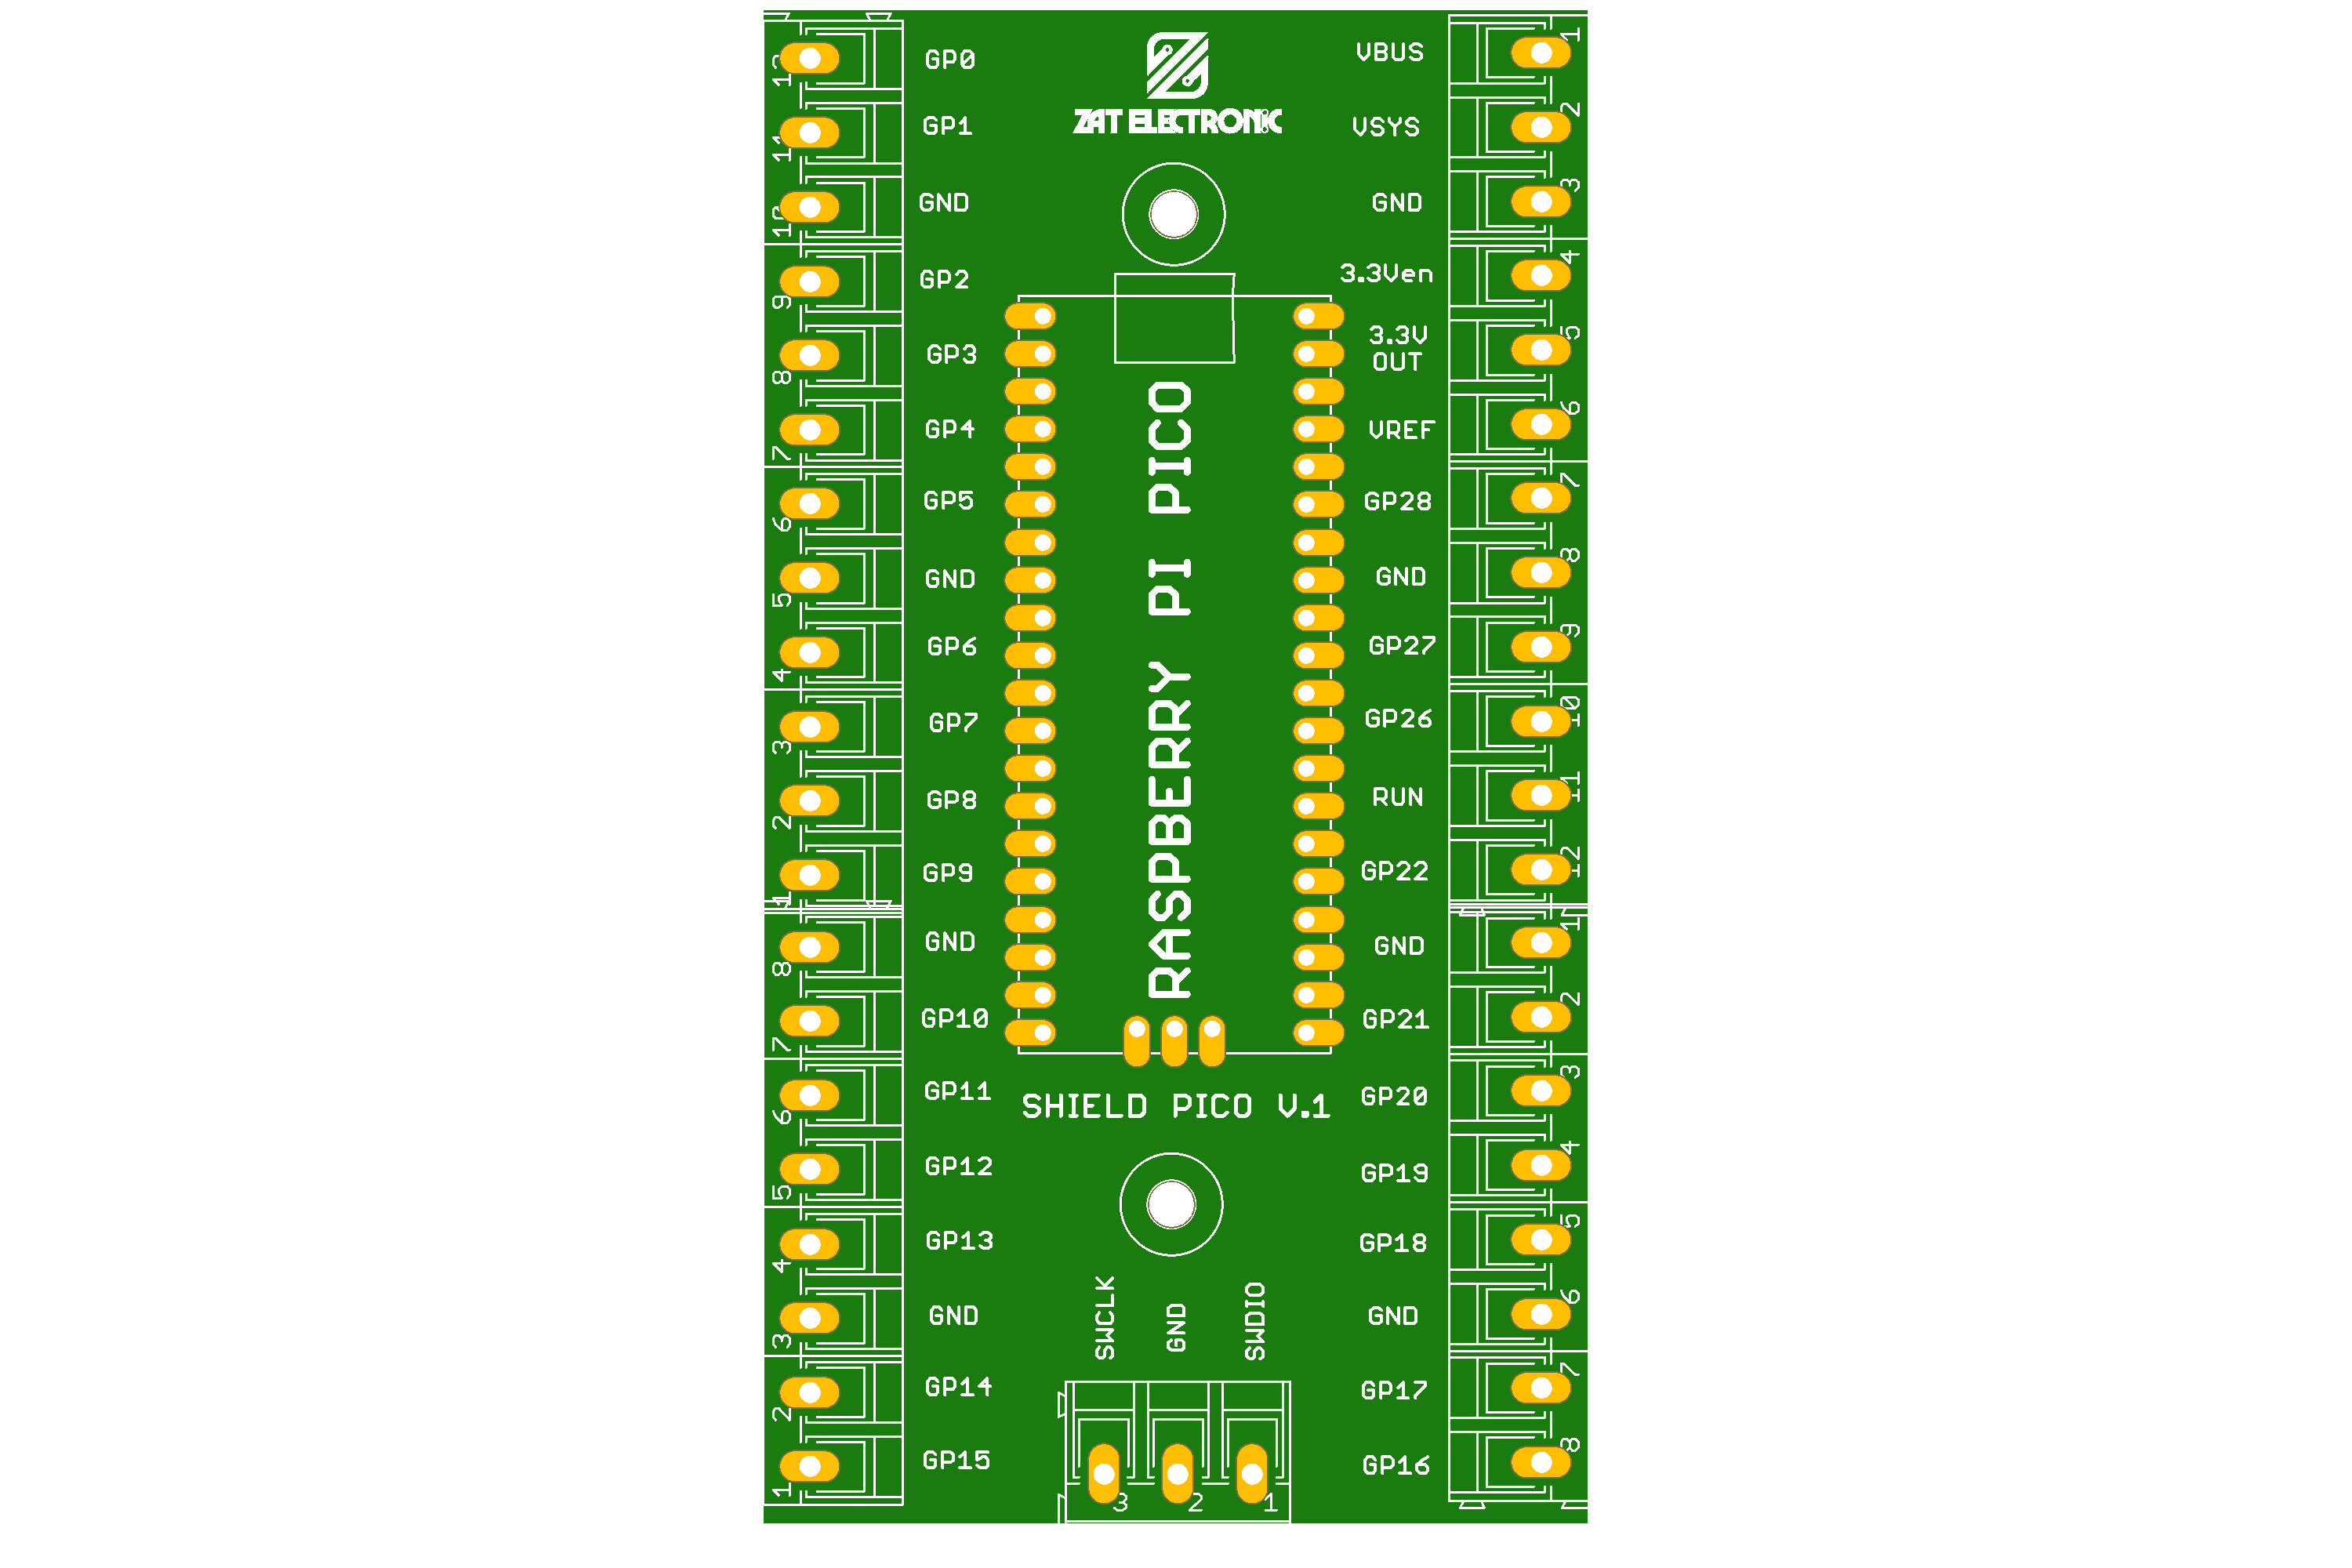 ZAT ELECTRONIC
GP0
GP1
GND
GP2
GP3
GP4
GP5
GND
GP6
GP7
GP8
GP9
GND
GP10
GP11
GP12
GP13
GND
GP14
GP15
12
11
10
9
8
7
6
5
4
3
2
1
8
7
6
5
4
3
2
1
RASPBERRY PI PICO
SHIELD PICO V.1
SWCLK
GND
SWDIO
3 2 1
VBUS
VSYS
GND
3.3Ven
3.3V
OUT
VREF
GP28
GND
GP27
GP26
RUN
GP22
GND
GP21
GP20
GP19
GP18
GND
GP17
GP16
1
2
3
4
5
6
7
8
9
10
11
12
1
2
3
4
5
6
7
8